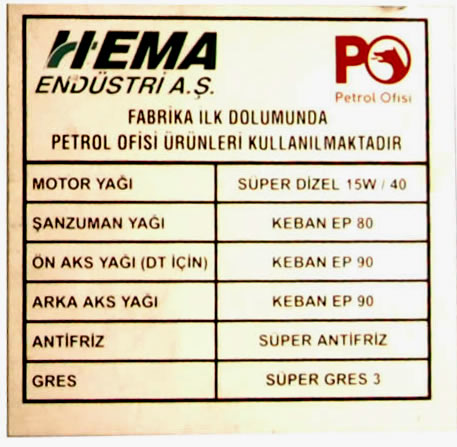 HEMA
ENDÜSTRİ A.Ş.
PO
Petrol Ofisi
FABRIKA ILK DOLUMUNDA
PETROL OFİSİ ÜRÜNLERİ KULLANILMAKTADIR
MOTOR YAĞI SÜPER DİZEL 15W / 40
ŞANZUMAN YAĞI KEBAN EP 80
ÖN AKS YAĞI (DT İÇİN) KEBAN EP 90
ARKA AKS YAĞI KEBAN EP 90
ANTİFRİZ SÜPER ANTİFRİZ
GRES SÜPER GRES 3